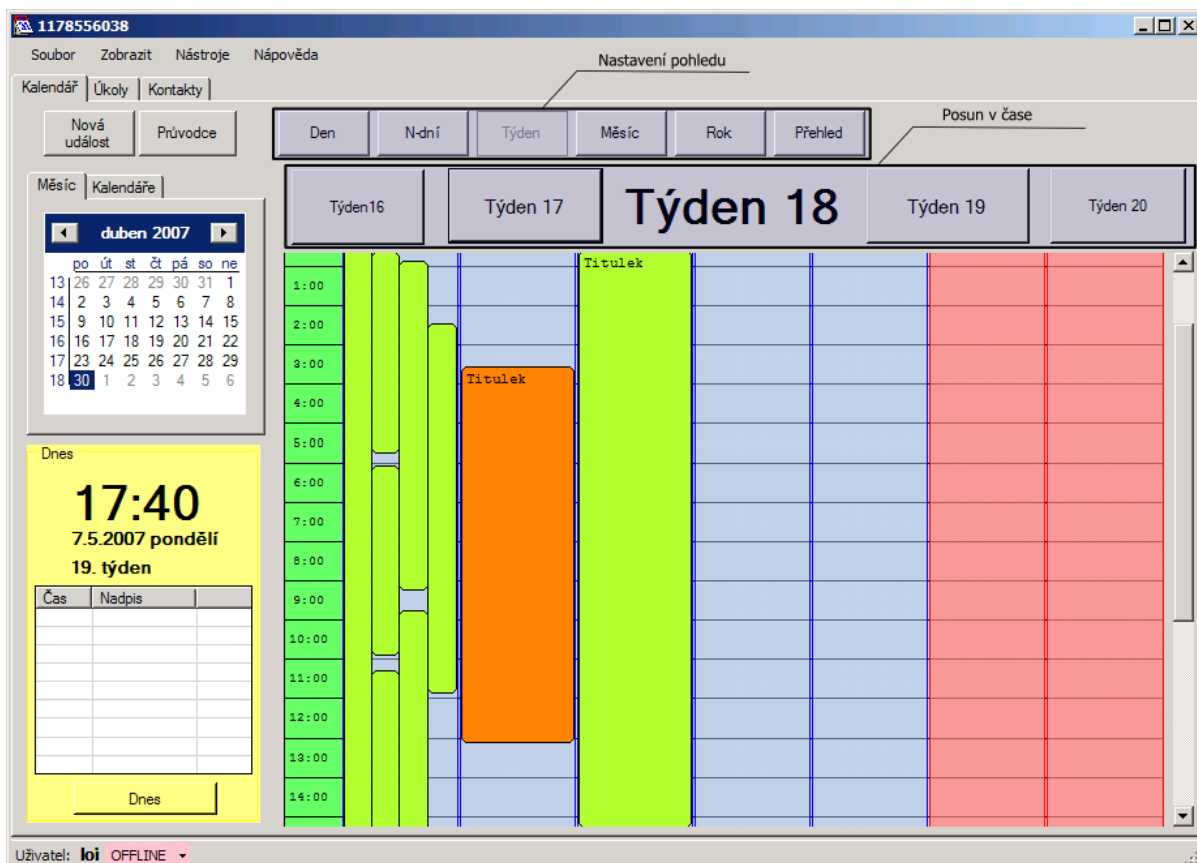 1178556038
Soubor Zobrazit Nástroje Nápověda
Nastavení pohledu
Kalendář Úkoly Kontakty
Posun v čase
Nová událost
Průvodce
Den N-dní Týden Měsíc Rok Přehled
Měsíc Kalendáře
Týden16 Týden 17 Týden 18 Týden 19 Týden 20
duben 2007
po út st čt pá so ne
13 26 27 28 29 30 31 1
14 2 3 4 5 6 7 8
15 9 10 11 12 13 14 15
16 16 17 18 19 20 21 22
17 23 24 25 26 27 28 29
18 30 1 2 3 4 5 6
Dnes
17:40
7.5.2007 pondělí
19. týden
Čas Nadpis
Dnes
Titulek
1:00
2:00
3:00
Titulek
4:00
5:00
6:00
7:00
8:00
9:00
10:00
11:00
12:00
13:00
14:00
Uživatel: loi OFFLINE